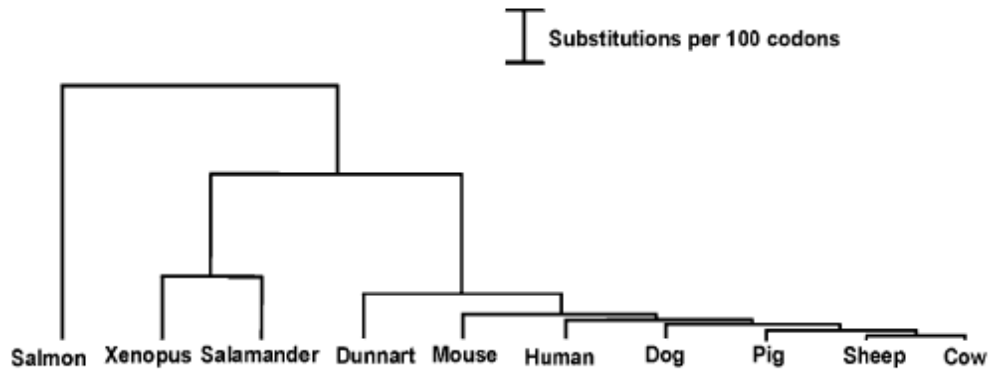 Substitutions per 100 codons
Salmon Xenopus Salamander Dunnart Mouse Human Dog Pig Sheep Cow